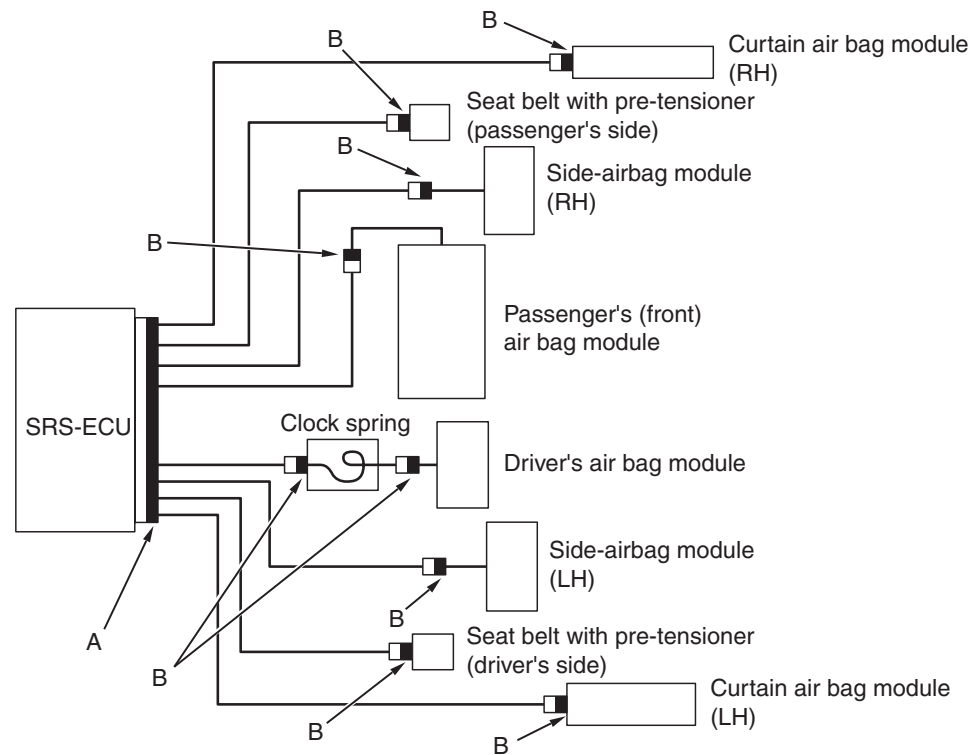 B
Curtain air bag module
(RH)
B
Seat belt with pre-tensioner
(passenger's side)
B
Side-airbag module
(RH)
B
Passenger's (front)
air bag module
SRS-ECU
Clock spring
Driver's air bag module
Side-airbag module
(LH)
B
A
Seat belt with pre-tensioner
(driver's side)
B
Curtain air bag module
(LH)
B
B